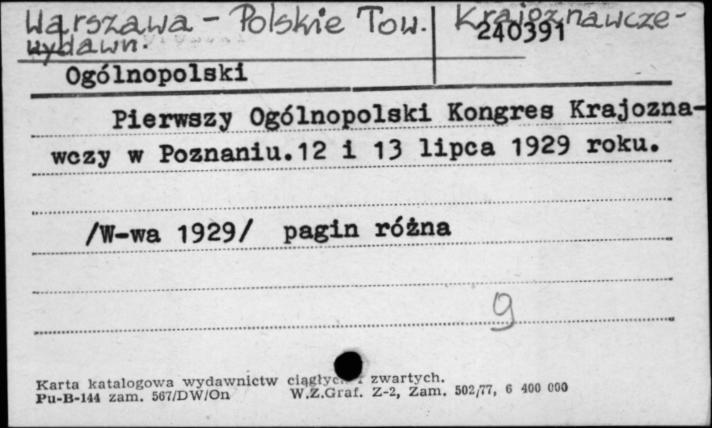 Warszawa - Polskie Tow. Krajoznawcze -
wydawn.
240391
Ogólnopolski
Pierwszy Ogólnopolski Kongres Krajozna-
wczy w Poznaniu.12 i 13 lipca 1929 roku.
/W-wa 1929/ pagin różna
9
Karta katalogowa wydawnictw ciągłych i zwartych.
Pu-B-144 zam. 567/DW/On W.Z.Graf. Z-2, Zam. 502/77, 6 400 000